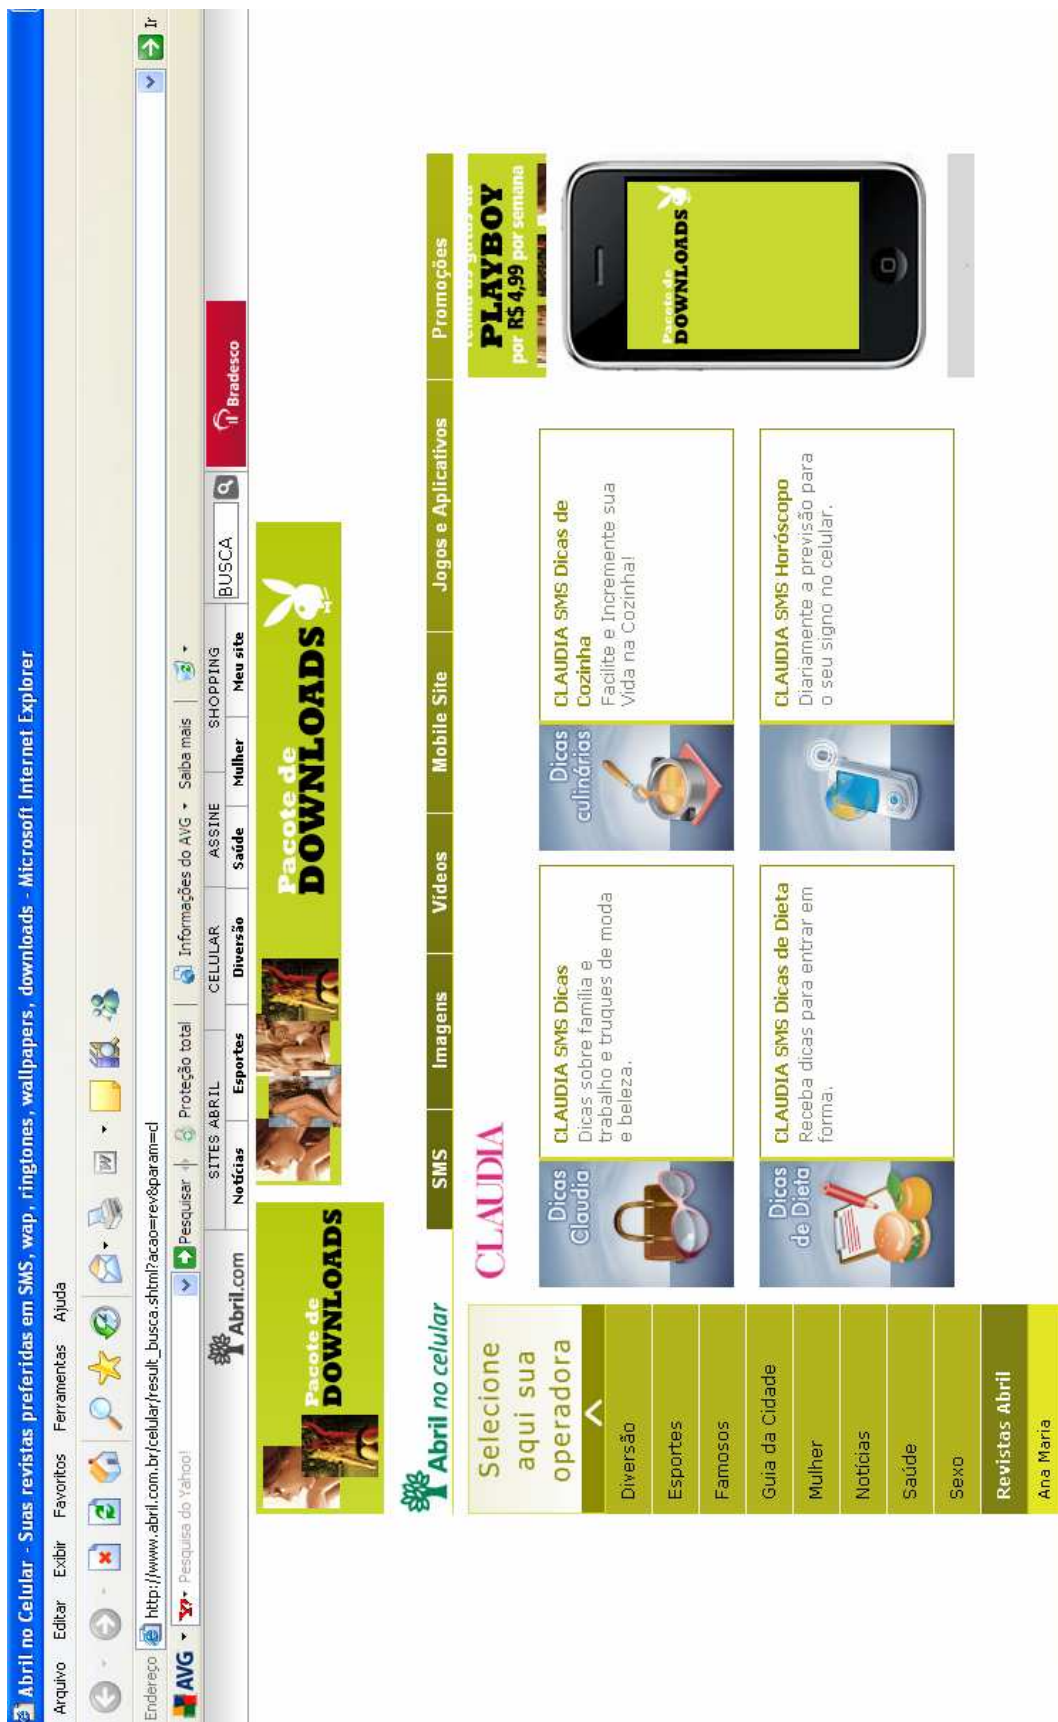 Abril no Celular - Suas revistas preferidas em SMS, wap, ringtones, wallpapers, downloads - Microsoft Internet Explorer
Arquivo Editar Exibir Favoritos Ferramentas Ajuda
Endereço http://www.abril.com.br/celular/result_busca.shtml?acao=rev&param=cl Ir
AVG Y! Pesquisa do Yahoo! Pesquisar Proteção total Informações do AVG Saiba mais
Abril.com
SITES ABRIL CELULAR ASSINE SHOPPING BUSCA Bradesco
Notícias Esportes Diversão Saúde Mulher Meu site
Pacote de
DOWNLOADS
Pacote de
DOWNLOADS
Abril no celular
SMS Imagens Vídeos Mobile Site Jogos e Aplicativos Promoções
Selecione
aqui sua
operadora
Diversão
Esportes
Famosos
Guia da Cidade
Mulher
Notícias
Saúde
Sexo
Revistas Abril
Ana Maria
CLAUDIA
Dicas
Claudia
CLAUDIA SMS Dicas
Dicas sobre família e
trabalho e truques de moda
e beleza.
Dicas
culinárias
CLAUDIA SMS Dicas de
Cozinha
Facilite e Incremente sua
Vida na Cozinha!
Dicas
de Dieta
CLAUDIA SMS Dicas de Dieta
Receba dicas para entrar em
forma.
CLAUDIA SMS Horóscopo
Diariamente a previsão para
o seu signo no celular.
PLAYBOY
por R$ 4,99 por semana
Pacote de
DOWNLOADS